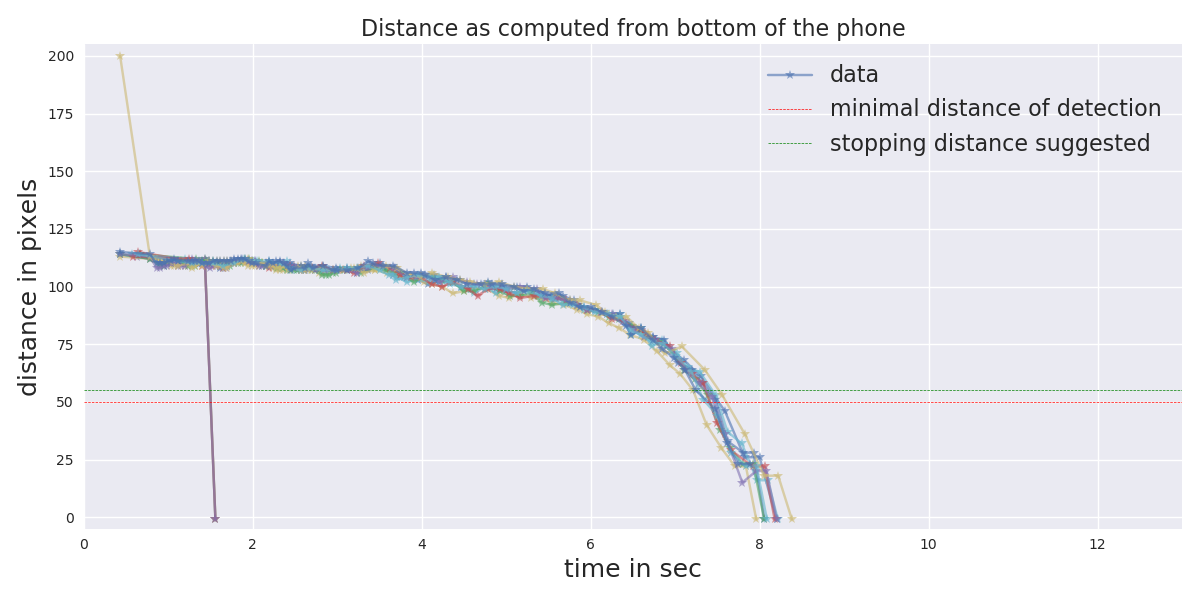 Distance as computed from bottom of the phone
200
175
150
125
100
75
50
25
0
distance in pixels
data
minimal distance of detection
stopping distance suggested
0 2 4 6 8 10 12
time in sec